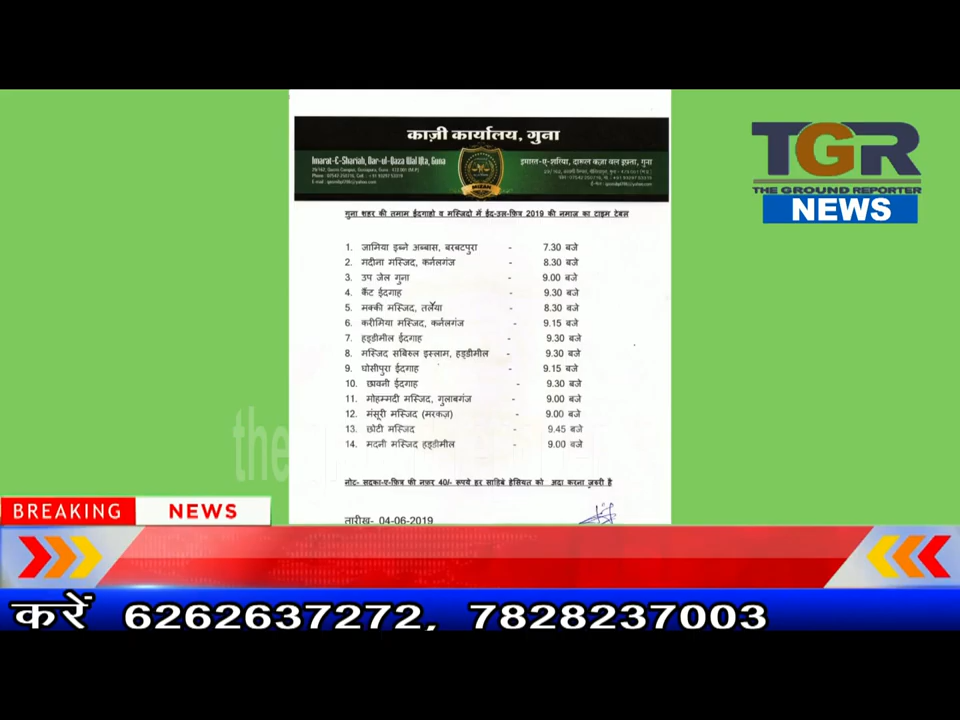 काज़ी कार्यालय, गुना
Imarat-E-Shariah, Dar-ul-Qaza Wal Ifta, Guna
इमारत-ए-शरिया, दारूल कज़ा वल इफ़्ता, गुना
TGR
THE GROUND REPORTER
NEWS
गुना शहर की तमाम ईदगाहो व मस्जिदो में ईद-उल-फ़ित्र 2019 की नमाज का टाइम टेबल
1. जामिया इब्ने अब्बास, बरबटपुरा - 7.30 बजे
2. मदीना मस्जिद, कर्नलगंज - 8.30 बजे
3. उप जेल गुना - 9.00 बजे
4. कैंट ईदगाह - 9.30 बजे
5. मक्की मस्जिद, तलैया - 8.30 बजे
6. करीमिया मस्जिद, कर्नलगंज - 9.15 बजे
7. हड्डीमील ईदगाह - 9.30 बजे
8. मस्जिद सबिरुल इस्लाम, हड्डीमील - 9.30 बजे
9. घोसीपुरा ईदगाह - 9.15 बजे
10. छावनी ईदगाह - 9.30 बजे
11. मोहम्मदी मस्जिद, गुलाबगंज - 9.00 बजे
12. मंसूरी मस्जिद (मरकज़) - 9.00 बजे
13. छोटी मस्जिद - 9.45 बजे
14. मदनी मस्जिद हड्डीमील - 9.00 बजे
the
नोट- सदका-ए-फ़ित्र की नफ़र 40/- रूपये हर साहिबे हैसियत को अदा करना ज़ुरूरी है
तारीख- 04-06-2019
BREAKING NEWS
करें 6262637272, 7828237003